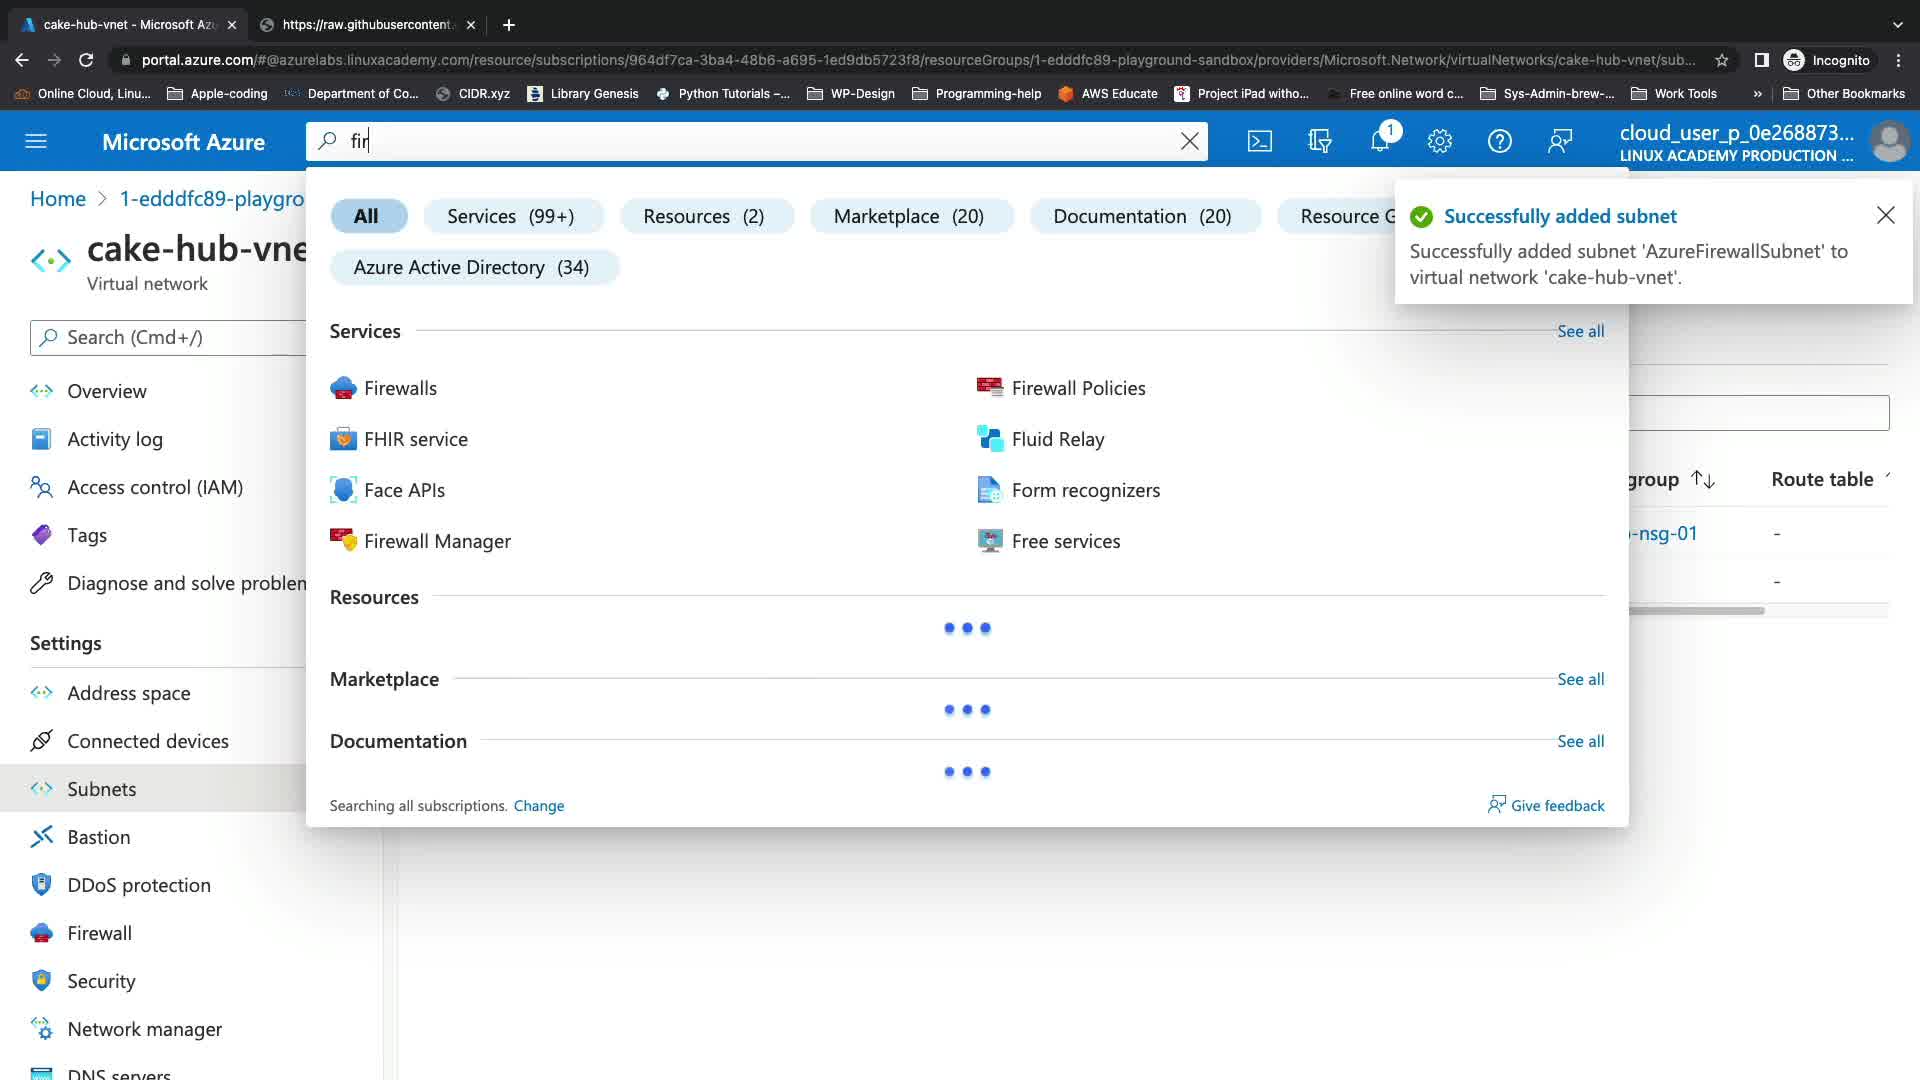 cake-hub-vnet - Microsoft Azu
https://raw.githubusercontent.
portal.azure.com/#@azurelabs.linuxacademy.com/resource/subscriptions/964df7ca-3ba4-48b6-a695-1ed9db5723f8/resourceGroups/1-edddfc89-playground-sandbox/providers/Microsoft.Network/virtualNetworks/cake-hub-vnet/sub...
Incognito
Online Cloud, Linu...
Apple-coding
Department of Co...
CIDR.xyz
Library Genesis
Python Tutorials –...
WP-Design
Programming-help
AWS Educate
Project iPad witho...
Free online word c...
Sys-Admin-brew-...
Work Tools
»
Other Bookmarks
Microsoft Azure
fir
1
cloud_user_p_0e268873...
LINUX ACADEMY PRODUCTION ...
Home > 1-edddfc89-playgro
cake-hub-vne
Virtual network
Search (Cmd+/)
Overview
Activity log
Access control (IAM)
Tags
Diagnose and solve problem
Settings
Address space
Connected devices
Subnets
Bastion
DDoS protection
Firewall
Security
Network manager
DNS servers
All
Services (99+)
Resources (2)
Marketplace (20)
Documentation (20)
Resource G
Azure Active Directory (34)
Services
See all
Firewalls
Firewall Policies
FHIR service
Fluid Relay
Face APIs
Form recognizers
Firewall Manager
Free services
Resources
Marketplace
See all
Documentation
See all
Searching all subscriptions. Change
Give feedback
Successfully added subnet
Successfully added subnet 'AzureFirewallSubnet' to
virtual network 'cake-hub-vnet'.
group
Route table
-nsg-01
-
-